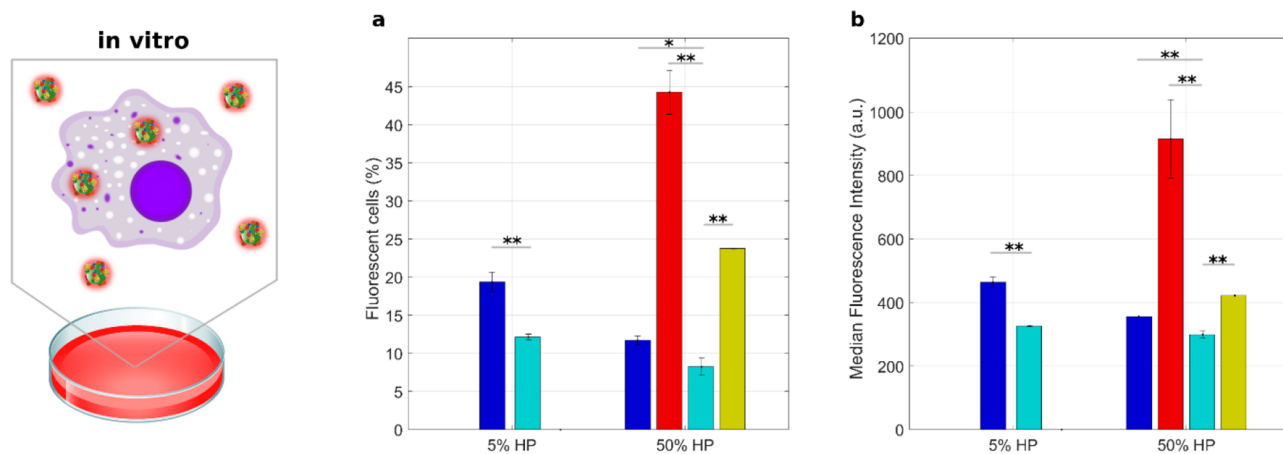 in vitro
a
Fluorescent cells (%)
45
40
35
30
25
20
15
10
5
0
**
*
**
**
5% HP
50% HP
b
Median Fluorescence Intensity (a.u.)
1200
1000
800
600
400
200
0
**
**
**
**
5% HP
50% HP